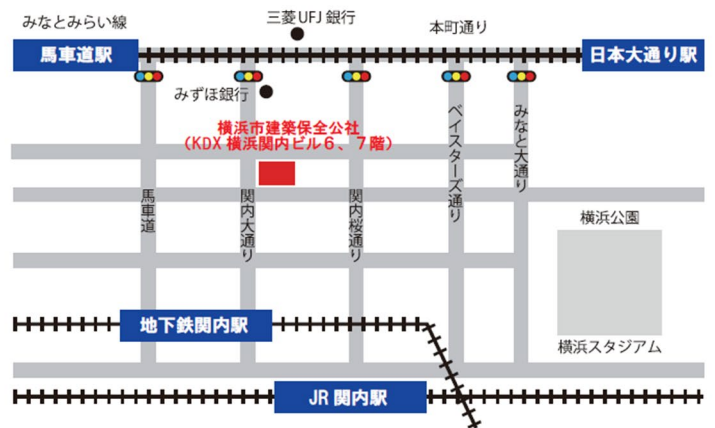 みなとみらい線
三菱UFJ銀行
本町通り
馬車道駅
日本大通り駅
みずほ銀行
横浜市建築保全公社
（KDX 横浜関内ビル６、７階）
馬車道
関内大通り
関内桜通り
ベイスターズ通り
みなと大通り
横浜公園
横浜スタジアム
地下鉄関内駅
JR 関内駅